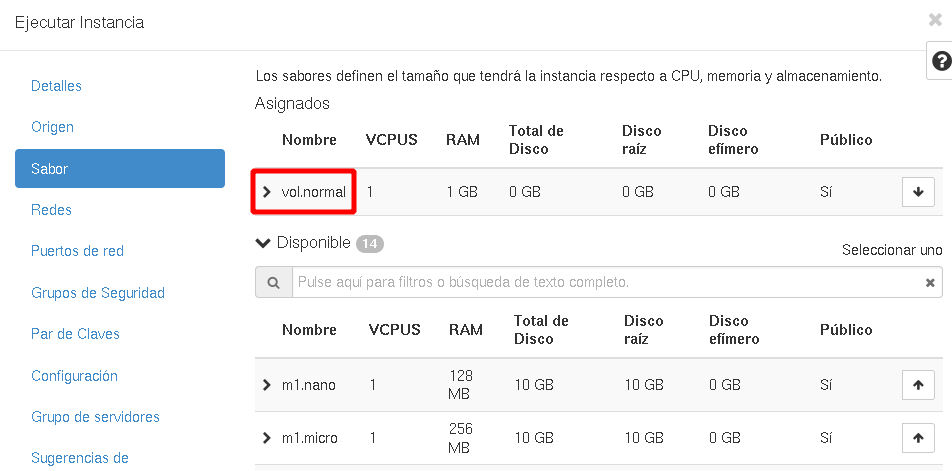 Ejecutar Instancia
Detalles
Origen
Sabor
Redes
Puertos de red
Grupos de Seguridad
Par de Claves
Configuración
Grupo de servidores
Sugerencias de
Los sabores definen el tamaño que tendrá la instancia respecto a CPU, memoria y almacenamiento.
Asignados
Nombre VCPUS RAM Total de Disco Disco raíz Disco efímero Público
vol.normal 1 1 GB 0 GB 0 GB 0 GB Sí
Disponible 14
Seleccionar uno
Pulse aquí para filtros o búsqueda de texto completo.
Nombre VCPUS RAM Total de Disco Disco raíz Disco efímero Público
m1.nano 1 128 MB 10 GB 10 GB 0 GB Sí
m1.micro 1 256 MB 10 GB 10 GB 0 GB Sí